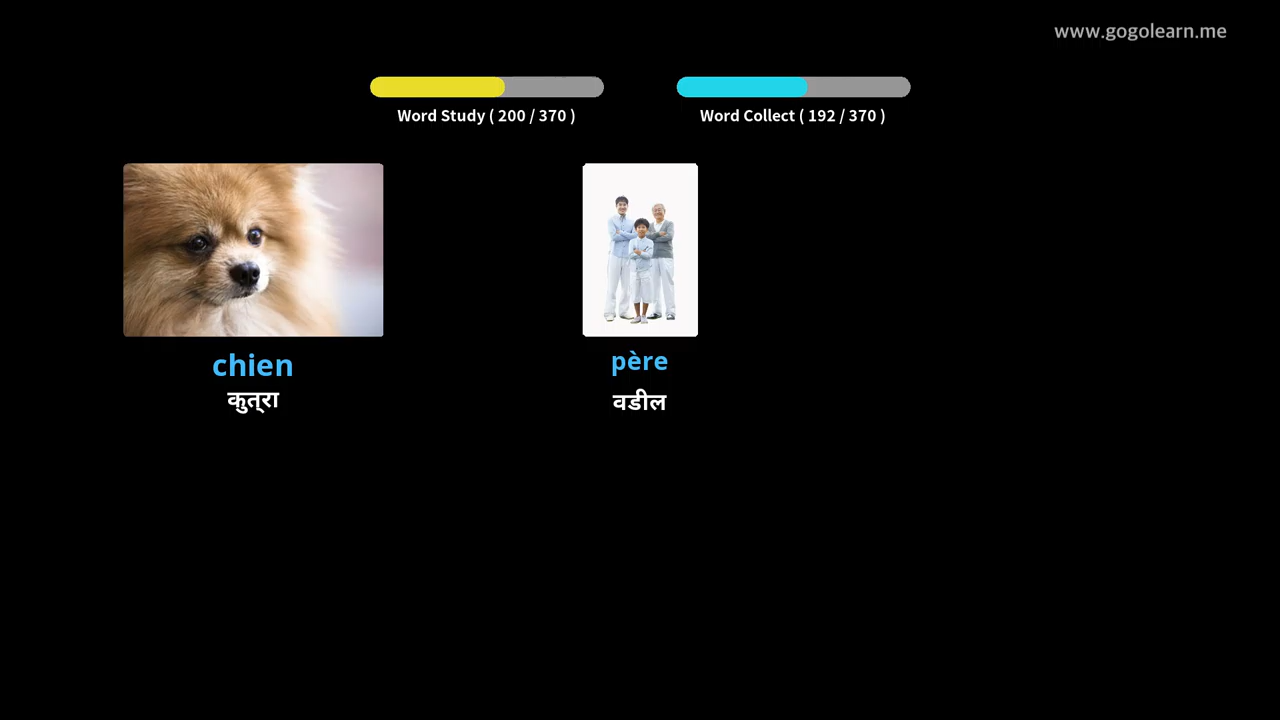 www.gogolearn.me
Word Study ( 200 / 370 )
Word Collect ( 192 / 370 )
chien
कुत्रा
père
वडील